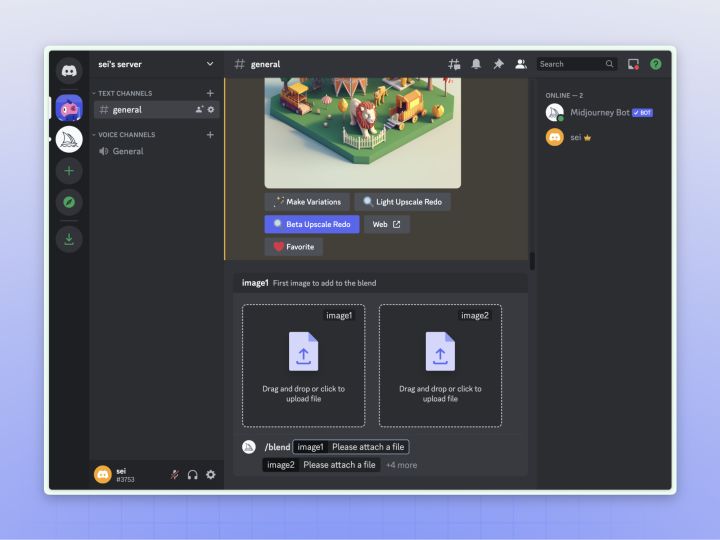 sei's server
general
Search
TEXT CHANNELS
general
VOICE CHANNELS
General
Make Variations
Light Upscale Redo
Beta Upscale Redo
Web
Favorite
image1 First image to add to the blend
image1
Drag and drop or click to
upload file
image2
Drag and drop or click to
upload file
/blend image1 Please attach a file
image2 Please attach a file +4 more
sei
#3753
ONLINE — 2
Midjourney Bot ✓ BOT
sei